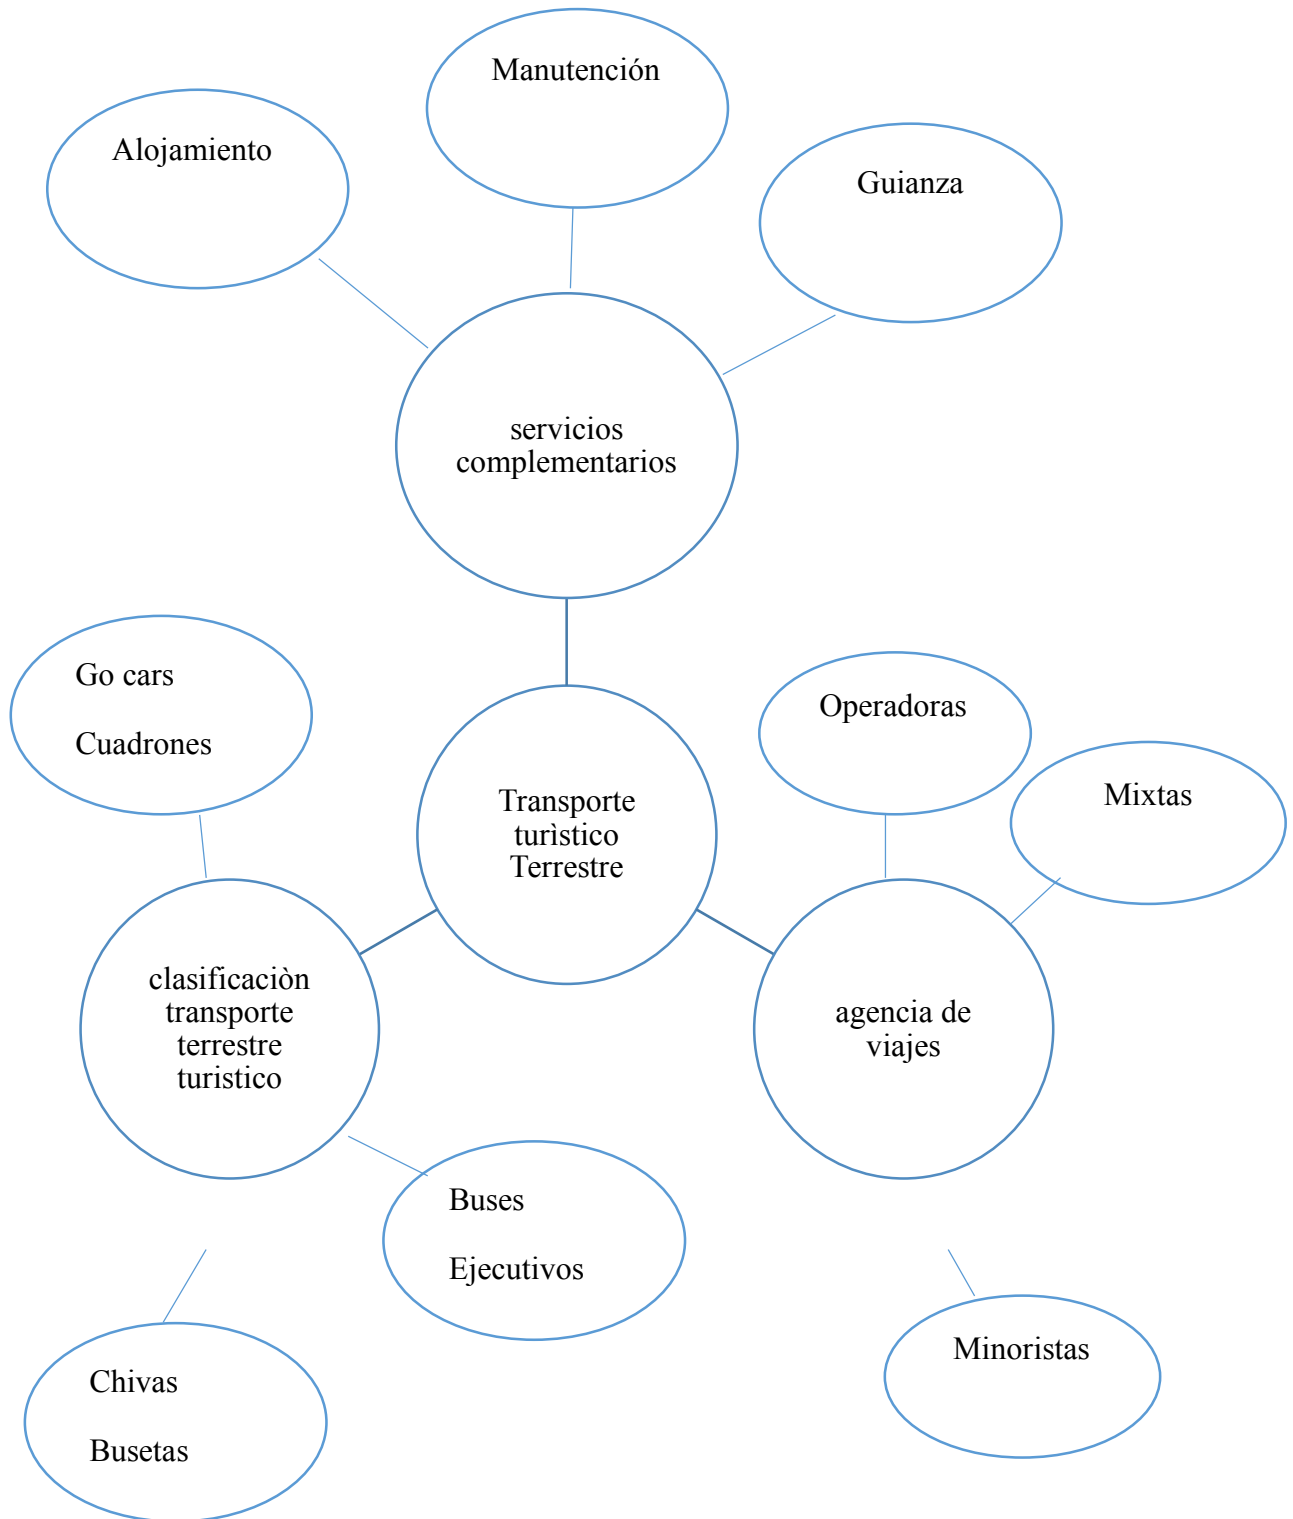 Manutención
Alojamiento
Guianza
servicios
complementarios
Go cars
Cuadrones
Operadoras
Mixtas
Transporte
turìstico
Terrestre
clasificaciòn
transporte
terrestre
turistico
agencia de
viajes
Buses
Ejecutivos
Minoristas
Chivas
Busetas